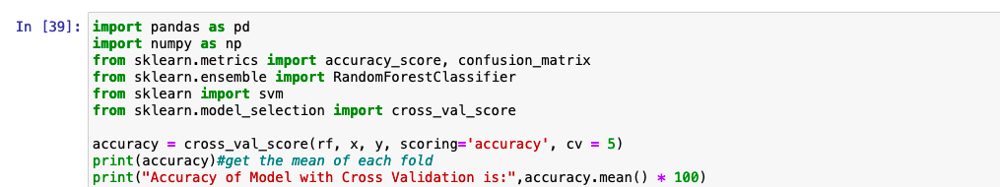 In [39]: import pandas as pd
import numpy as np
from sklearn.metrics import accuracy_score, confusion_matrix
from sklearn.ensemble import RandomForestClassifier
from sklearn import svm
from sklearn.model_selection import cross_val_score

accuracy = cross_val_score(rf, x, y, scoring='accuracy', cv = 5)
print(accuracy)#get the mean of each fold
print("Accuracy of Model with Cross Validation is:",accuracy.mean() * 100)